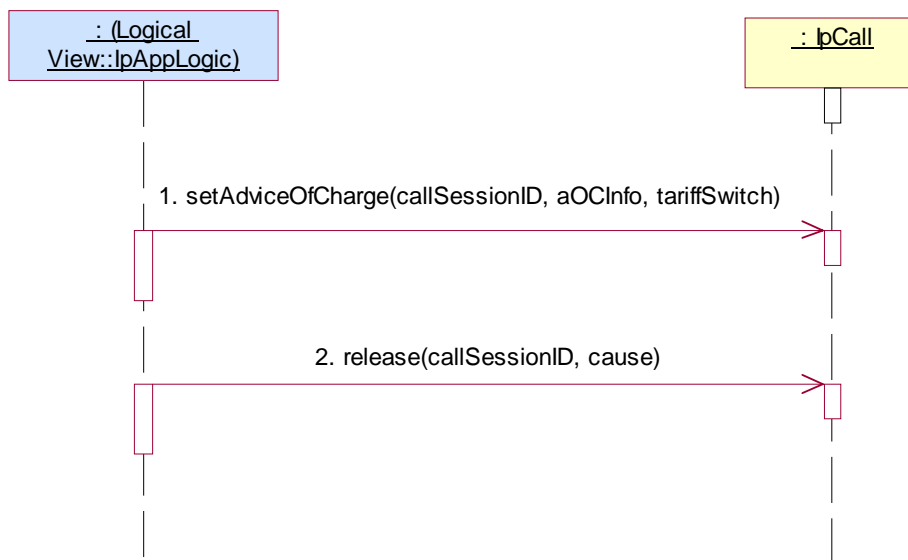 : (Logical
View::IpAppLogic)
: IpCall
1. setAdviceOfCharge(callSessionID, aOCInfo, tariffSwitch)
2. release(callSessionID, cause)